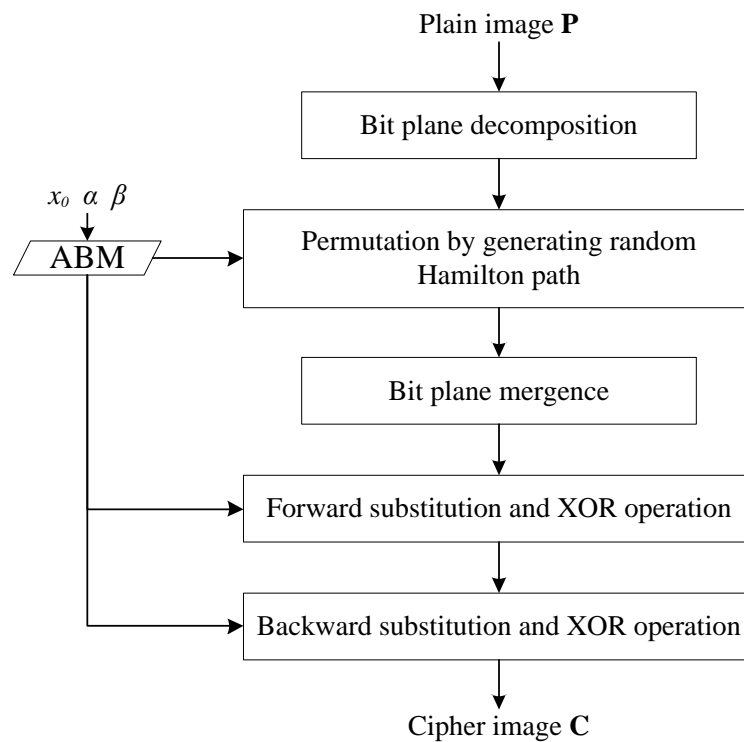 Plain image P
Bit plane decomposition
x₀ α β
ABM
Permutation by generating random
Hamilton path
Bit plane mergence
Forward substitution and XOR operation
Backward substitution and XOR operation
Cipher image C